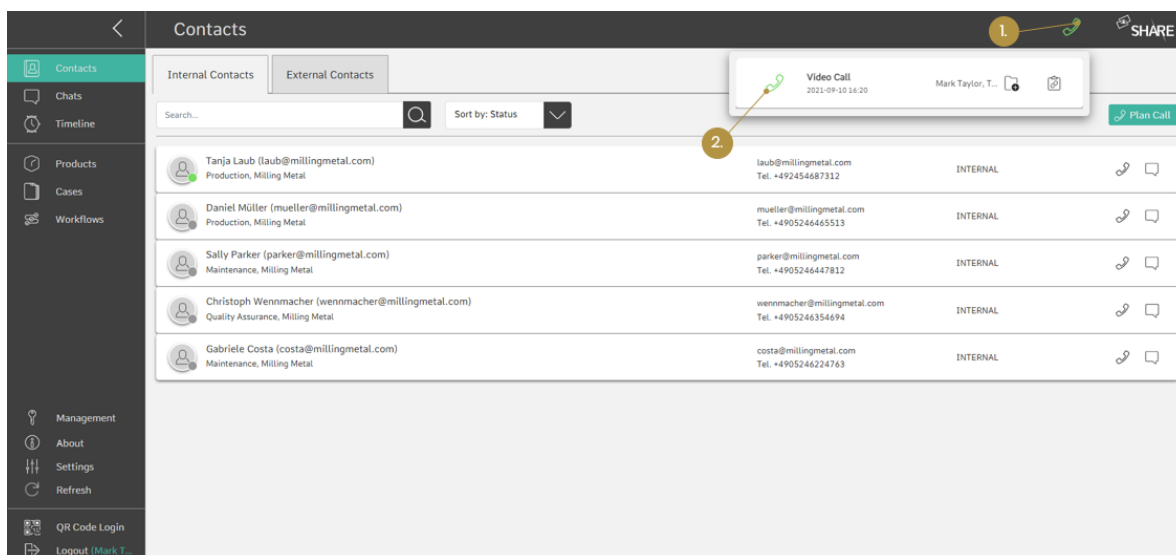 Contacts
1.
SHARE
Contacts
Chats
Timeline
Products
Cases
Workflows
Management
About
Settings
Refresh
QR Code Login
Logout (Mark T...
Internal Contacts
External Contacts
Video Call
2021-09-10 16:20
Mark Taylor, T...
2.
Search...
Sort by: Status
Plan Call
Tanja Laub (laub@millingmetal.com)
Production, Milling Metal
laub@millingmetal.com
Tel. +492454687312
INTERNAL
Daniel Müller (mueller@millingmetal.com)
Production, Milling Metal
mueller@millingmetal.com
Tel. +4905246465513
INTERNAL
Sally Parker (parker@millingmetal.com)
Maintenance, Milling Metal
parker@millingmetal.com
Tel. +4905246447812
INTERNAL
Christoph Wennmacher (wennmacher@millingmetal.com)
Quality Assurance, Milling Metal
wennmacher@millingmetal.com
Tel. +4905246354694
INTERNAL
Gabriele Costa (costa@millingmetal.com)
Maintenance, Milling Metal
costa@millingmetal.com
Tel. +4905246224763
INTERNAL